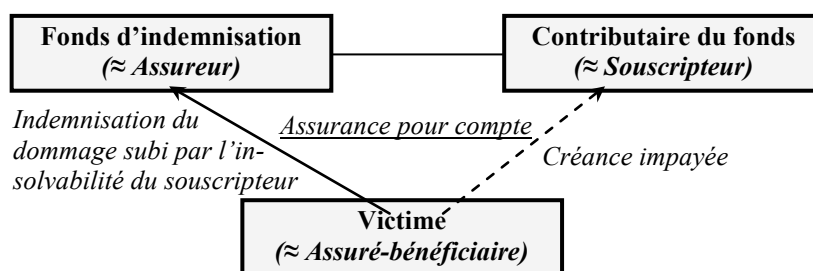 Fonds d'indemnisation
(≈ Assureur)
Contributaire du fonds
(≈ Souscripteur)
Indemnisation du
dommage subi par l'in-
solvabilité du souscripteur
Assurance pour compte
Créance impayée
Victime
(≈ Assuré-bénéficiaire)